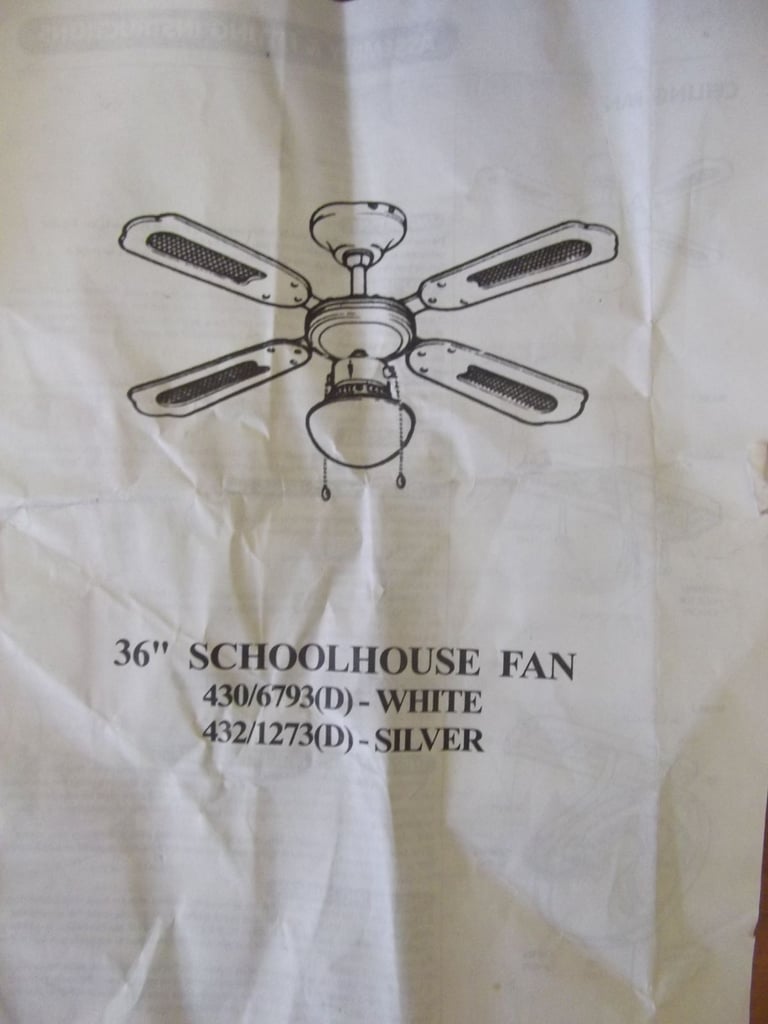 36" SCHOOLHOUSE FAN
430/6793(D) - WHITE
432/1273(D) - SILVER